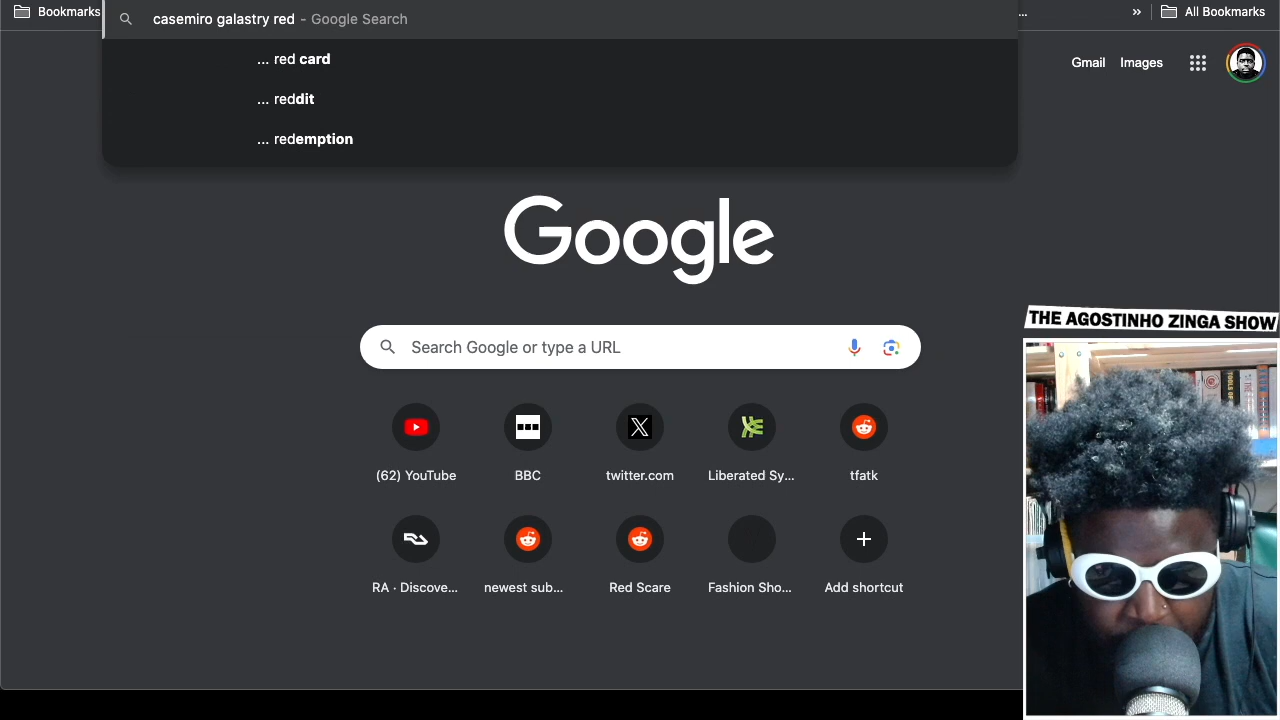 Bookmarks
casemiro galastry red - Google Search
...
»
All Bookmarks
... red card
... reddit
... redemption
Gmail
Images
Google
Search Google or type a URL
(62) YouTube
BBC
twitter.com
Liberated Sy...
tfatk
RA · Discove...
newest sub...
Red Scare
Fashion Sho...
Add shortcut
THE AGOSTINHO ZINGA SHOW